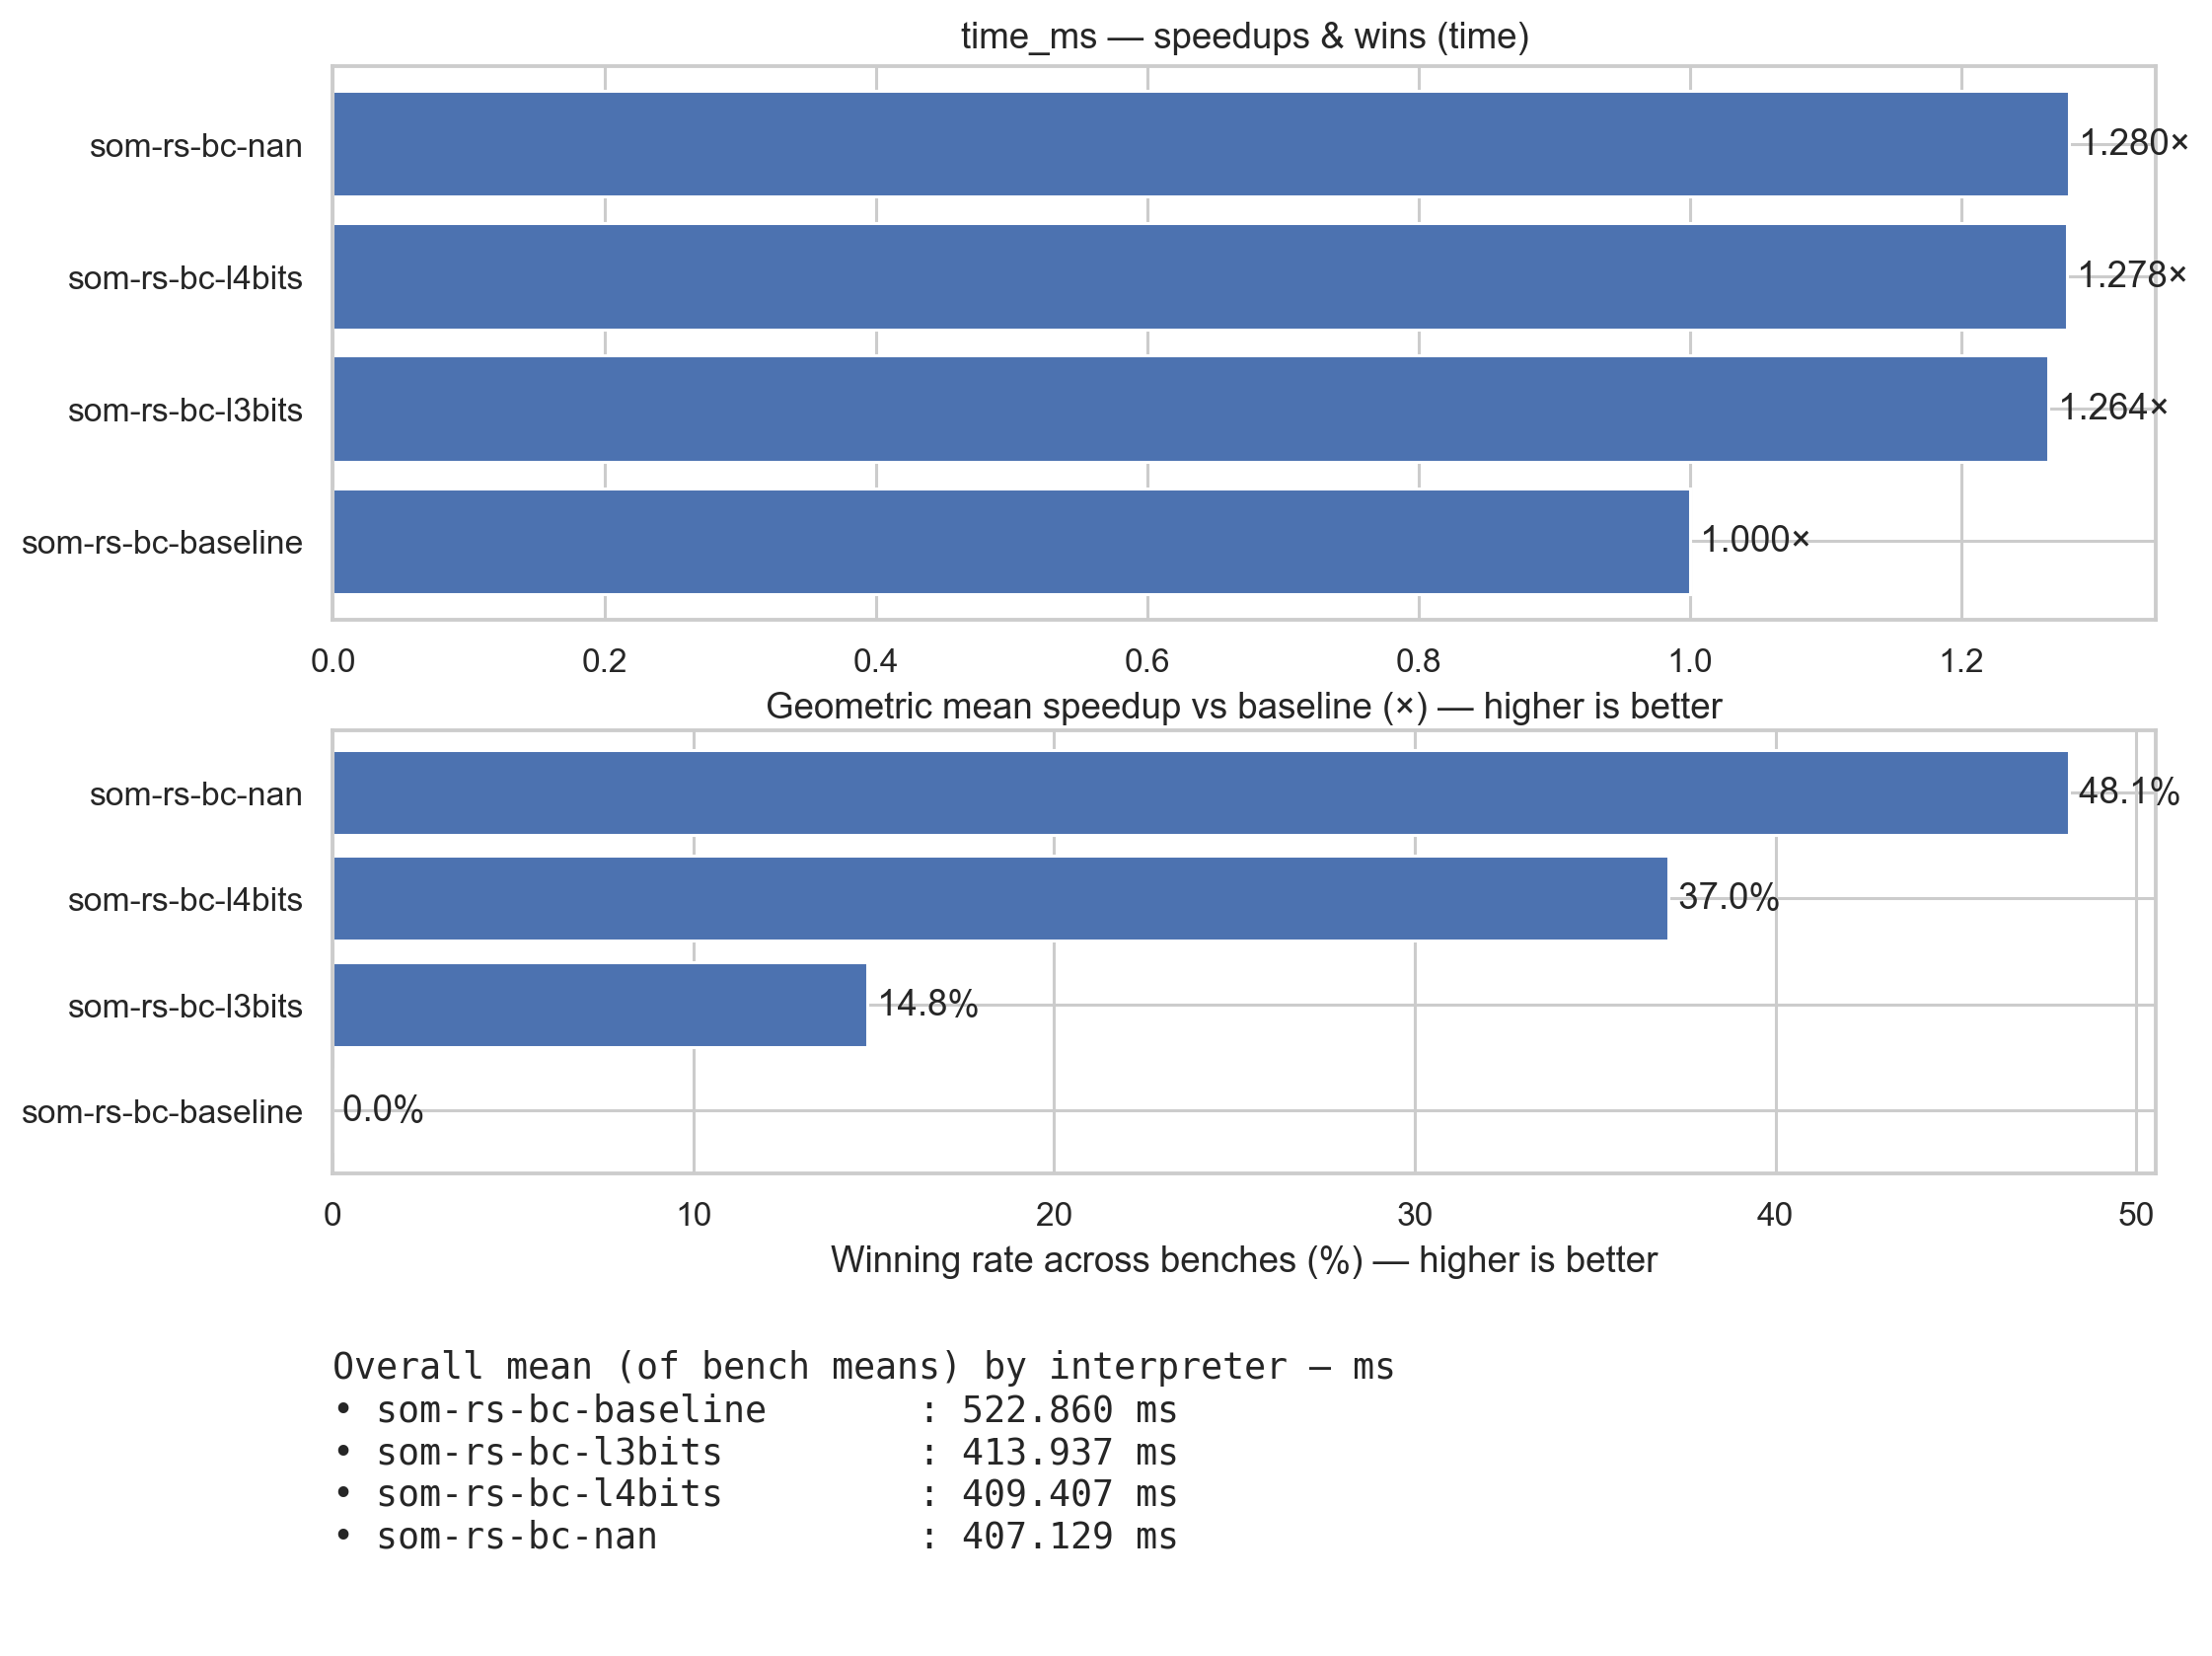 time_ms — speedups & wins (time)
som-rs-bc-nan
1.280×
som-rs-bc-l4bits
1.278×
som-rs-bc-l3bits
1.264×
som-rs-bc-baseline
1.000×
0.0 0.2 0.4 0.6 0.8 1.0 1.2
Geometric mean speedup vs baseline (×) — higher is better
som-rs-bc-nan
48.1%
som-rs-bc-l4bits
37.0%
som-rs-bc-l3bits
14.8%
som-rs-bc-baseline
0.0%
0 10 20 30 40 50
Winning rate across benches (%) — higher is better
Overall mean (of bench means) by interpreter — ms
• som-rs-bc-baseline : 522.860 ms
• som-rs-bc-l3bits : 413.937 ms
• som-rs-bc-l4bits : 409.407 ms
• som-rs-bc-nan : 407.129 ms